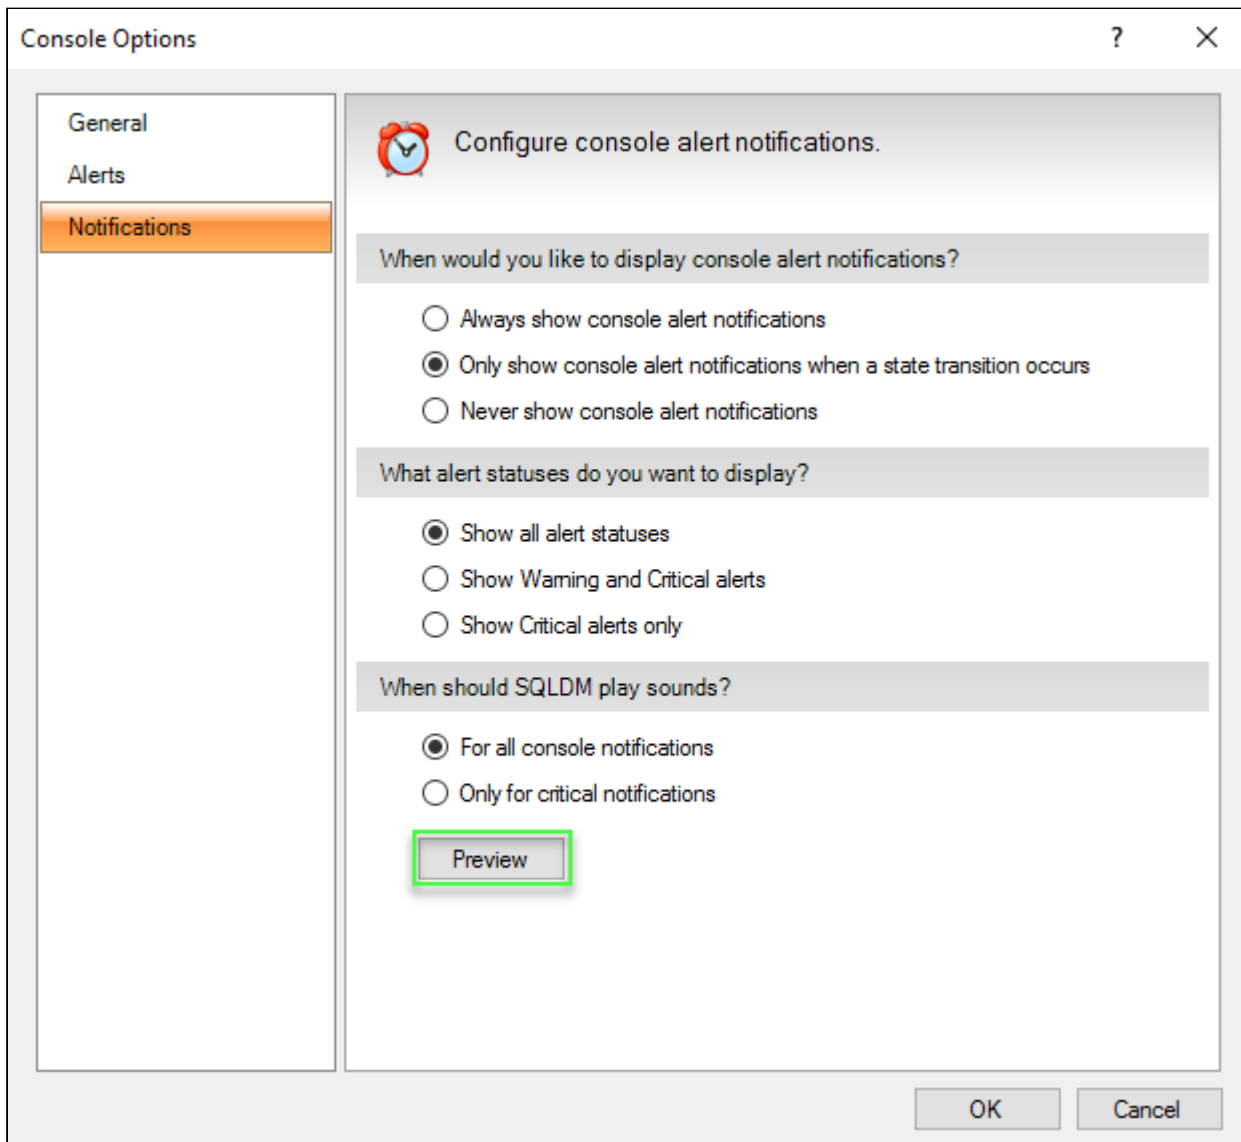 Console Options
?
General
Alerts
Notifications
Configure console alert notifications.
When would you like to display console alert notifications?
Always show console alert notifications
Only show console alert notifications when a state transition occurs
Never show console alert notifications
What alert statuses do you want to display?
Show all alert statuses
Show Warning and Critical alerts
Show Critical alerts only
When should SQLDM play sounds?
For all console notifications
Only for critical notifications
Preview
OK
Cancel